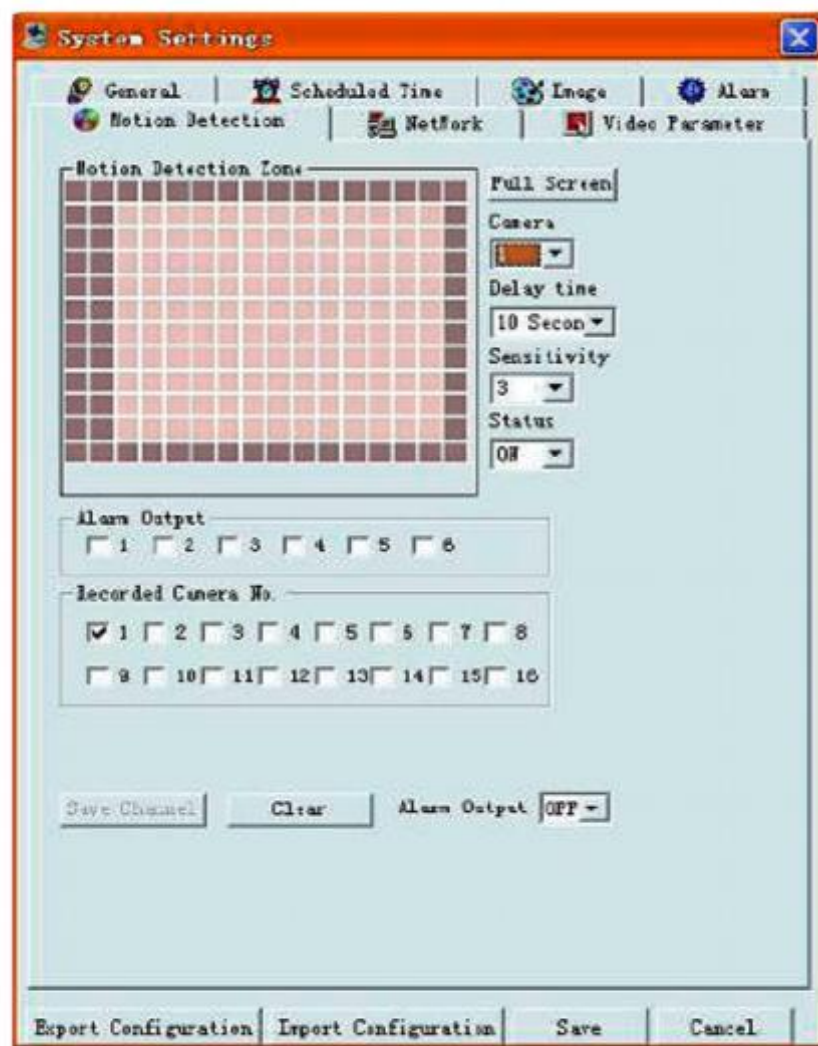 System Settings
General
Scheduled Time
Image
Alarm
Motion Detection
NetWork
Video Parameter
Motion Detection Zone
Full Screen
Camera
1
Delay time
10 Secon
Sensitivity
3
Status
ON
Alarm Output
1 2 3 4 5 6
Recorded Camera No.
1 2 3 4 5 6 7 8
9 10 11 12 13 14 15 16
Save Channel
Clear
Alarm Output
OFF
Export Configuration
Import Configuration
Save
Cancel